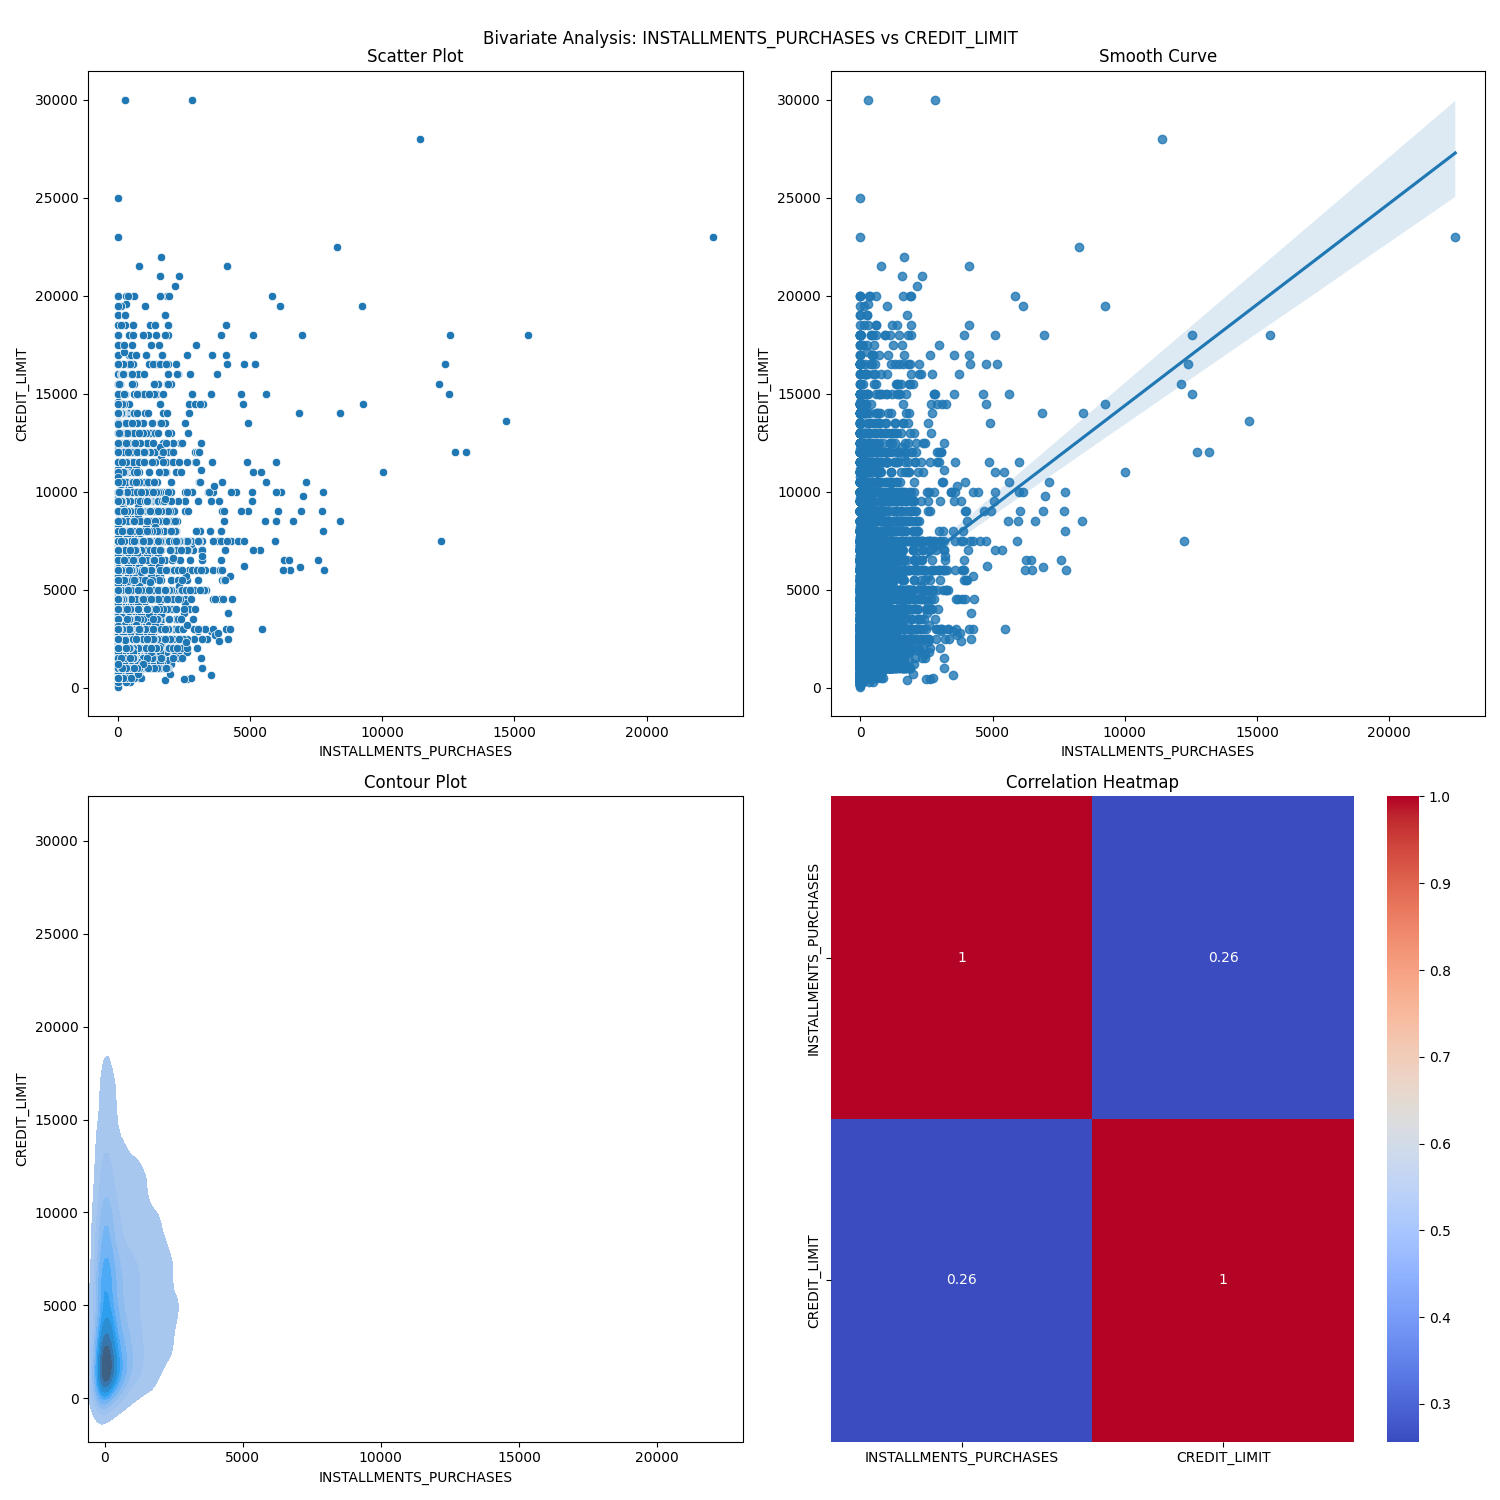 Bivariate Analysis: INSTALLMENTS_PURCHASES vs CREDIT_LIMIT
Scatter Plot
30000
25000
20000
15000
10000
5000
0
CREDIT_LIMIT
0 5000 10000 15000 20000
INSTALLMENTS_PURCHASES
Smooth Curve
30000
25000
20000
15000
10000
5000
0
CREDIT_LIMIT
0 5000 10000 15000 20000
INSTALLMENTS_PURCHASES
Contour Plot
30000
25000
20000
15000
10000
5000
0
CREDIT_LIMIT
0 5000 10000 15000 20000
INSTALLMENTS_PURCHASES
Correlation Heatmap
INSTALLMENTS_PURCHASES
CREDIT_LIMIT
1 0.26
0.26 1
INSTALLMENTS_PURCHASES CREDIT_LIMIT
1.0
0.9
0.8
0.7
0.6
0.5
0.4
0.3